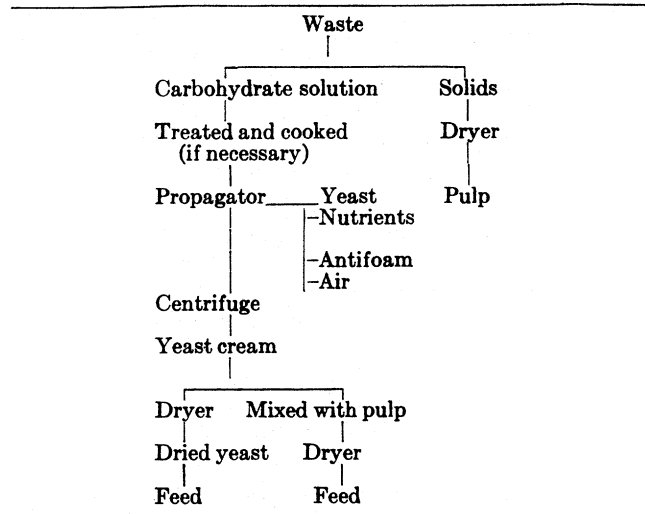 Waste
Carbohydrate solution Solids
Treated and cooked Dryer
(if necessary)
Propagator Yeast Pulp
Nutrients
Antifoam
Air
Centrifuge
Yeast cream
Dryer Mixed with pulp
Dried yeast Dryer
Feed Feed